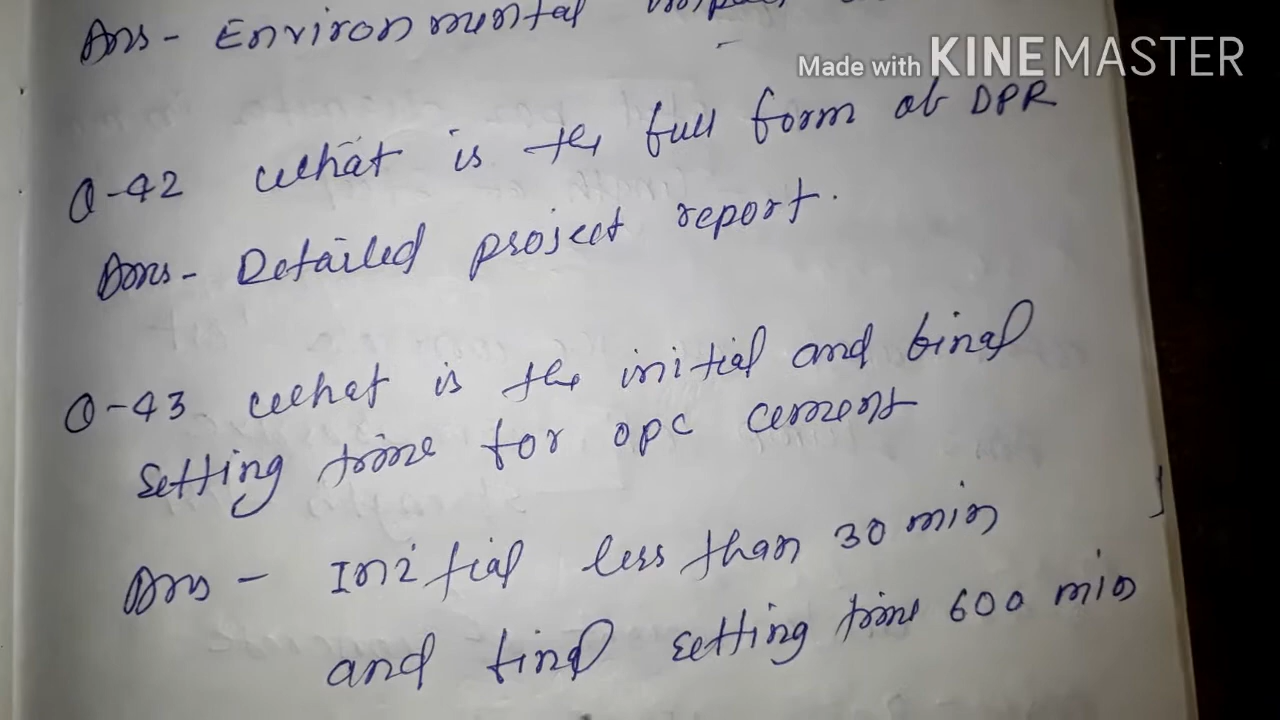 Ans - Environmental
Made with KINEMASTER
Q-42 What is the full form of DPR
Ans - Detailed project report.
Q-43 What is the initial and final
setting time for opc cement
Ans - Initial less than 30 min
and final setting time 600 min